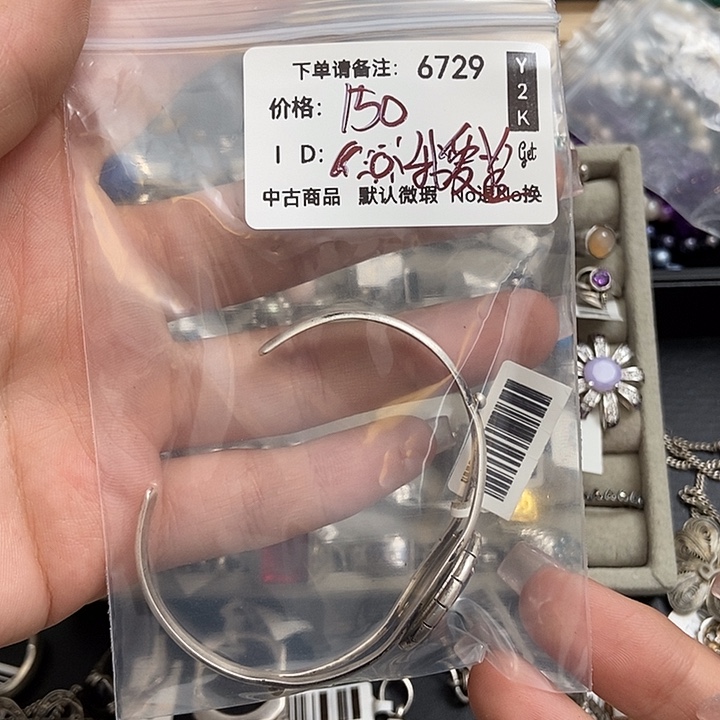 下单请备注: 6729
Y2K
价格: 150
ID:
Get
中古商品 默认微瑕 No退No换